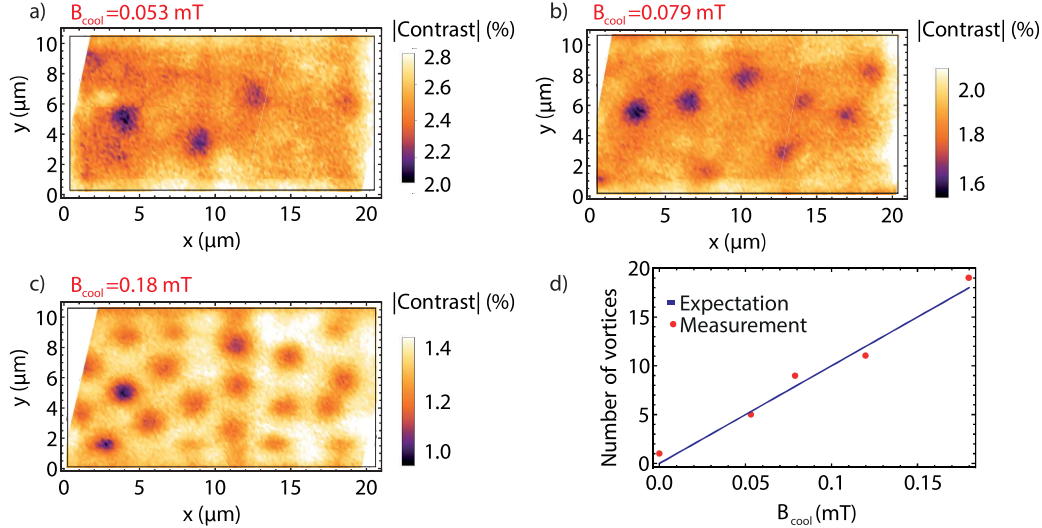 a) B_cool=0.053 mT |Contrast| (%)
10
8
6
4
2
0
y (µm)
0 5 10 15 20
x (µm)
2.8
2.6
2.4
2.2
2.0
b) B_cool=0.079 mT |Contrast| (%)
10
8
6
4
2
0
y (µm)
0 5 10 15 20
x (µm)
2.0
1.8
1.6
c) B_cool=0.18 mT |Contrast| (%)
10
8
6
4
2
0
y (µm)
0 5 10 15 20
x (µm)
1.4
1.2
1.0
d)
20
15
10
5
0
Number of vortices
Expectation
Measurement
0.0 0.05 0.10 0.15
B_cool (mT)